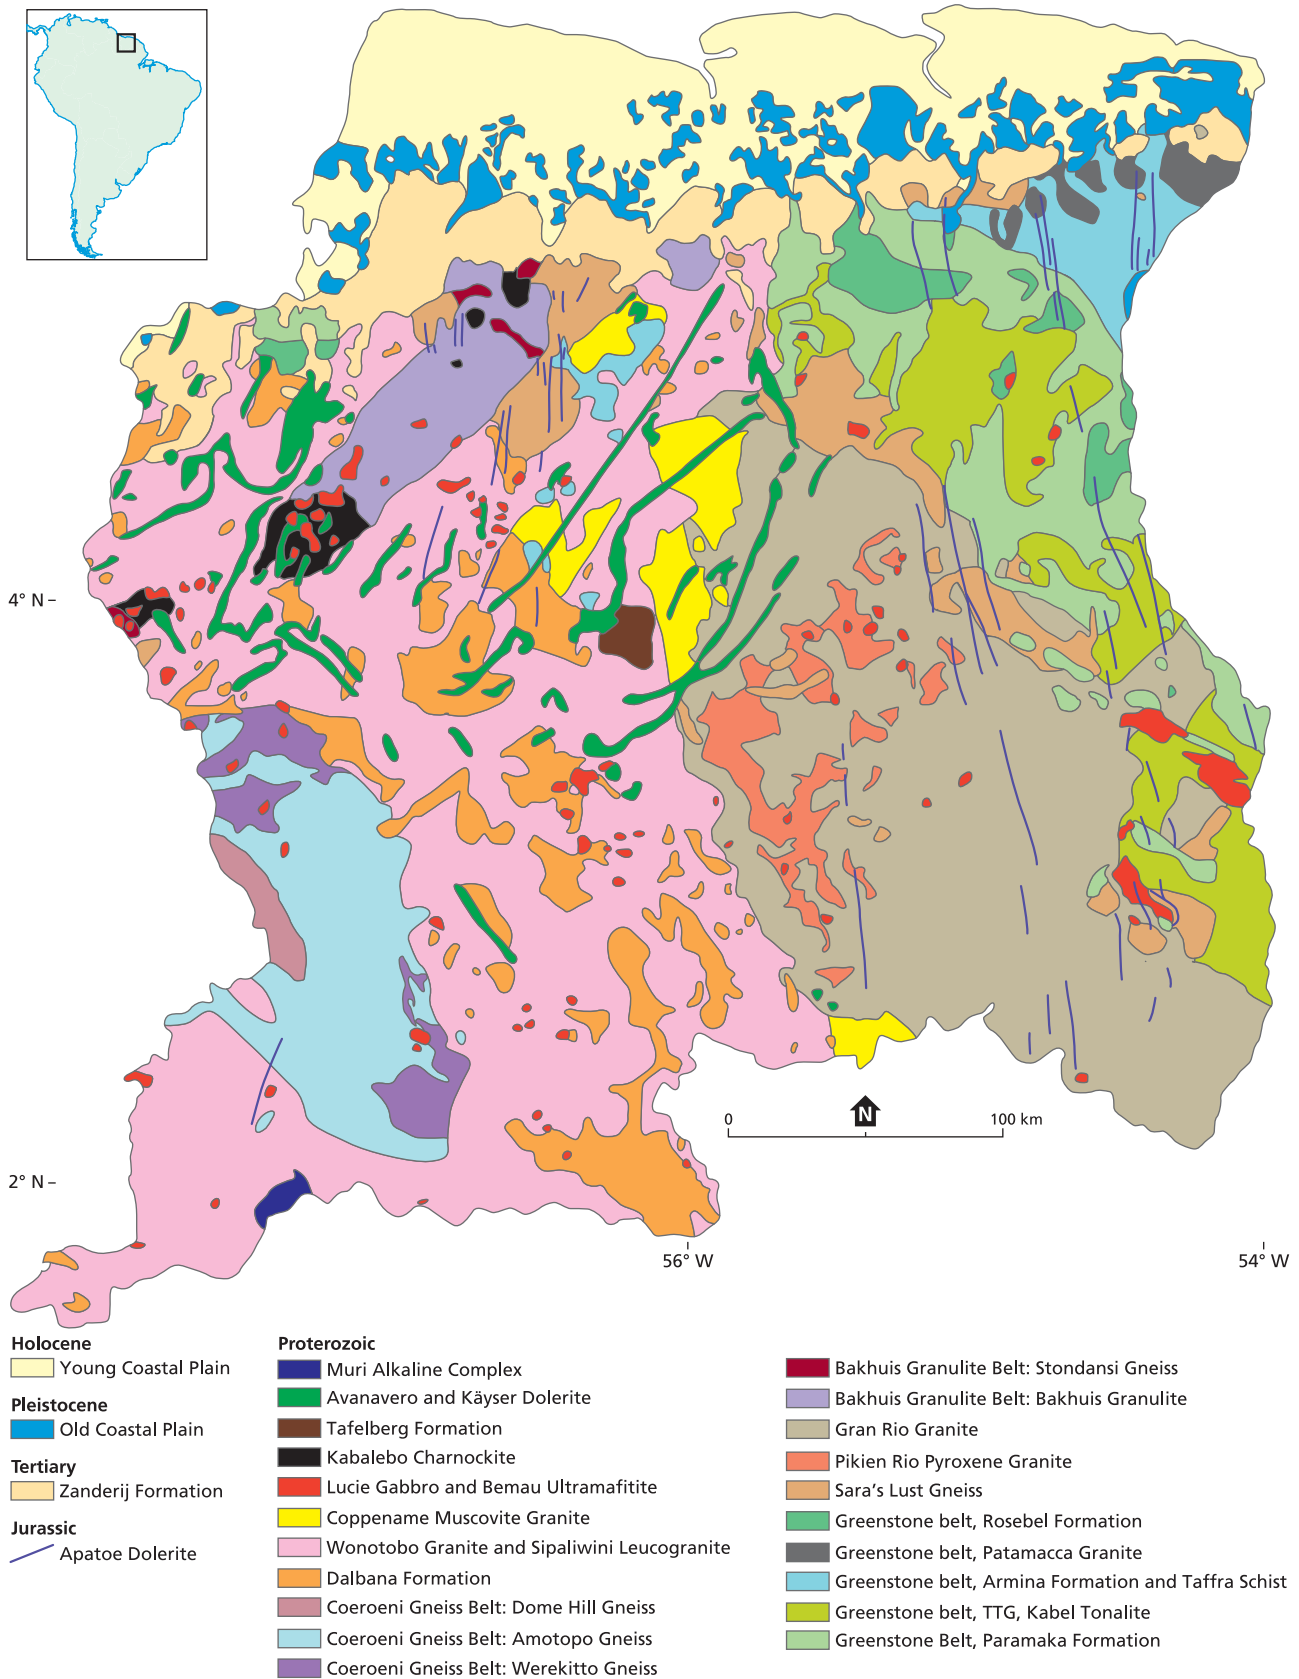 4° N
N
0
100 km
2° N
56° W
54° W
Holocene
Young Coastal Plain
Pleistocene
Old Coastal Plain
Tertiary
Zanderij Formation
Jurassic
Apatoe Dolerite
Proterozoic
Muri Alkaline Complex
Avanavero and Käyser Dolerite
Tafelberg Formation
Kabalebo Charnockite
Lucie Gabbro and Bemau Ultramafitite
Coppename Muscovite Granite
Wonotobo Granite and Sipaliwini Leucogranite
Dalbana Formation
Coeroeni Gneiss Belt: Dome Hill Gneiss
Coeroeni Gneiss Belt: Amotopo Gneiss
Coeroeni Gneiss Belt: Werekitto Gneiss
Bakhuis Granulite Belt: Stondansi Gneiss
Bakhuis Granulite Belt: Bakhuis Granulite
Gran Rio Granite
Pikien Rio Pyroxene Granite
Sara's Lust Gneiss
Greenstone belt, Rosebel Formation
Greenstone belt, Patamacca Granite
Greenstone belt, Armina Formation and Taffra Schist
Greenstone belt, TTG, Kabel Tonalite
Greenstone Belt, Paramaka Formation